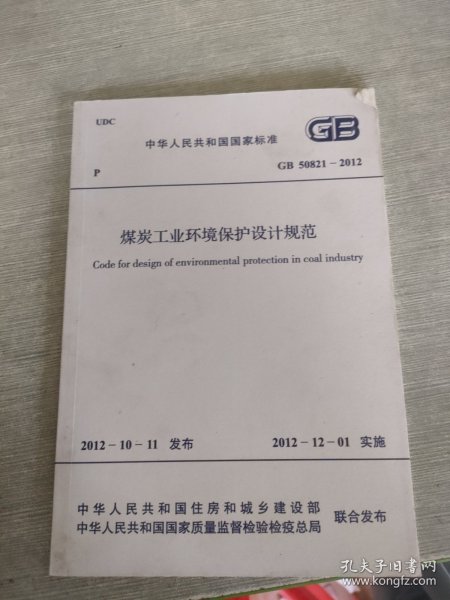 UDC
中华人民共和国国家标准
GB
P
GB 50821-2012
煤炭工业环境保护设计规范
Code for design of environmental protection in coal industry
2012-10-11 发布
2012-12-01 实施
中华人民共和国住房和城乡建设部
中华人民共和国国家质量监督检验检疫总局
联合发布
孔夫子旧书网
www.kongfz.com